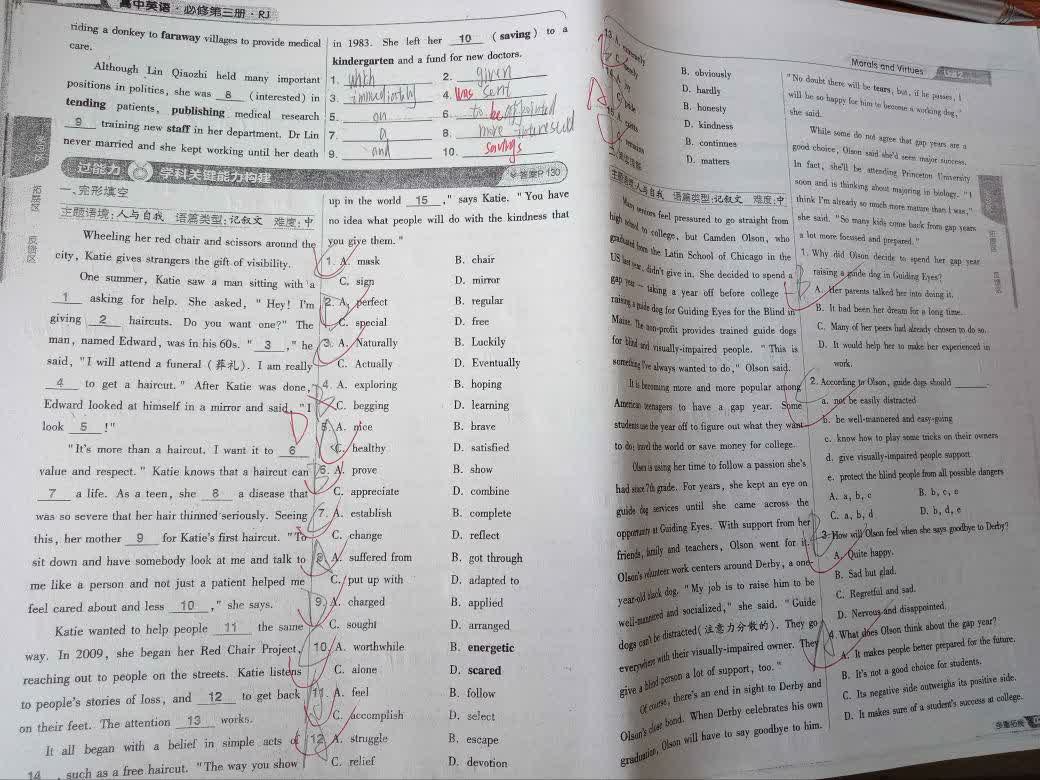 高中英语·必修第三册·RJ
riding a donkey to faraway villages to provide medical
care.
Although Lin Qiaozhi held many important
positions in politics, she was 8 (interested) in
tending patients, publishing medical research
9 training new staff in her department. Dr Lin
never married and she kept working until her death
in 1983. She left her 10 (saving) to a
kindergarten and a fund for new doctors.
1. which 2. given
3. immediately 4. was sent
5. on 6. to be appointed
7. a 8. more
9. and 10. savings
过能力 学科关键能力构建 答案P130
一、完形填空
主题语境:人与自我 语篇类型:记叙文 难度:中
Wheeling her red chair and scissors around the
city, Katie gives strangers the gift of visibility.
One summer, Katie saw a man sitting with a
1 asking for help. She asked, "Hey! I'm
giving 2 haircuts. Do you want one?" The
man, named Edward, was in his 60s. "3," he
said, "I will attend a funeral (葬礼). I am really
4 to get a haircut." After Katie was done,
Edward looked at himself in a mirror and said, "I
look 5!"
"It's more than a haircut. I want it to 6
value and respect." Katie knows that a haircut can
7 a life. As a teen, she 8 a disease that
was so severe that her hair thinned seriously. Seeing
this, her mother 9 for Katie's first haircut. "To
sit down and have somebody look at me and talk to
me like a person and not just a patient helped me
feel cared about and less 10," she says.
Katie wanted to help people 11 the same
way. In 2009, she began her Red Chair Project,
reaching out to people on the streets. Katie listens
to people's stories of loss, and 12 to get back
on their feet. The attention 13 works.
It all began with a belief in simple acts of
14, such as a free haircut. "The way you show
up in the world 15," says Katie. "You have
no idea what people will do with the kindness that
you give them."
1. A. mask B. chair
C. sign D. mirror
2. A. perfect B. regular
C. special D. free
3. A. Naturally B. Luckily
C. Actually D. Eventually
4. A. exploring B. hoping
C. begging D. learning
5. A. nice B. brave
C. healthy D. satisfied
6. A. prove B. show
C. appreciate D. combine
7. A. establish B. complete
C. change D. reflect
8. A. suffered from B. got through
C. put up with D. adapted to
9. A. charged B. applied
C. sought D. arranged
10. A. worthwhile B. energetic
C. alone D. scared
11. A. feel B. follow
C. accomplish D. select
12. A. struggle B. escape
C. relief D. devotion
Morals and Virtues Unit 2
13. A. B. obviously
D. hardly
B. honesty
D. kindness
B. continues
D. matters
主题语境:人与自我 语篇类型:记叙文 难度:中
Many seniors feel pressured to go straight from
high school to college, but Camden Olson, who
graduated from the Latin School of Chicago in the
US last year, didn't give in. She decided to spend a
gap year — taking a year off before college —
raising a guide dog for Guiding Eyes for the Blind in
Maine. The non-profit provides trained guide dogs
for blind and visually-impaired people. "This is
something I've always wanted to do," Olson said.
It is becoming more and more popular among
American teenagers to have a gap year. Some
students use the year off to figure out what they want
to do; travel the world or save money for college.
Olsen is using her time to follow a passion she's
had since 7th grade. For years, she kept an eye on
guide dog services until she came across the
opportunity at Guiding Eyes. With support from her
friends, family and teachers, Olson went for it.
Olson's volunteer work centers around Derby, a one-
year-old black dog. "My job is to raise him to be
well-mannered and socialized," she said. "Guide
dogs can't be distracted(注意力分散的). They go
everywhere with their visually-impaired owner. They
give a blind person a lot of support, too."
Of course, there's an end in sight to Derby and
Olson's close bond. When Derby celebrates his own
graduation, Olson will have to say goodbye to him.
"No doubt there will be tears, but, if he passes, I
will be so happy for him to become a working dog,"
she said.
While some do not agree that gap years are a
good choice, Olson said she'd seen major success.
In fact, she'll be attending Princeton University
soon and is thinking about majoring in biology. "I
think I'm already so much more mature than I was,"
she said. "So many kids come back from gap years
a lot more focused and prepared."
1. Why did Olson decide to spend her gap year
raising a guide dog in Guiding Eyes?
A. Her parents talked her into doing it.
B. It had been her dream for a long time.
C. Many of her peers had already chosen to do so.
D. It would help her to make her experienced in
work.
2. According to Olson, guide dogs should ____.
a. not be easily distracted
b. be well-mannered and easy-going
c. know how to play some tricks on their owners
d. give visually-impaired people support
e. protect the blind people from all possible dangers
A. a, b, c B. b, c, e
C. a, b, d D. b, d, e
3. How will Olson feel when she says goodbye to Derby?
A. Quite happy.
B. Sad but glad.
C. Regretful and sad.
D. Nervous and disappointed.
4. What does Olson think about the gap year?
A. It makes people better prepared for the future.
B. It's not a good choice for students.
C. Its negative side outweighs its positive side.
D. It makes sure of a student's success at college.